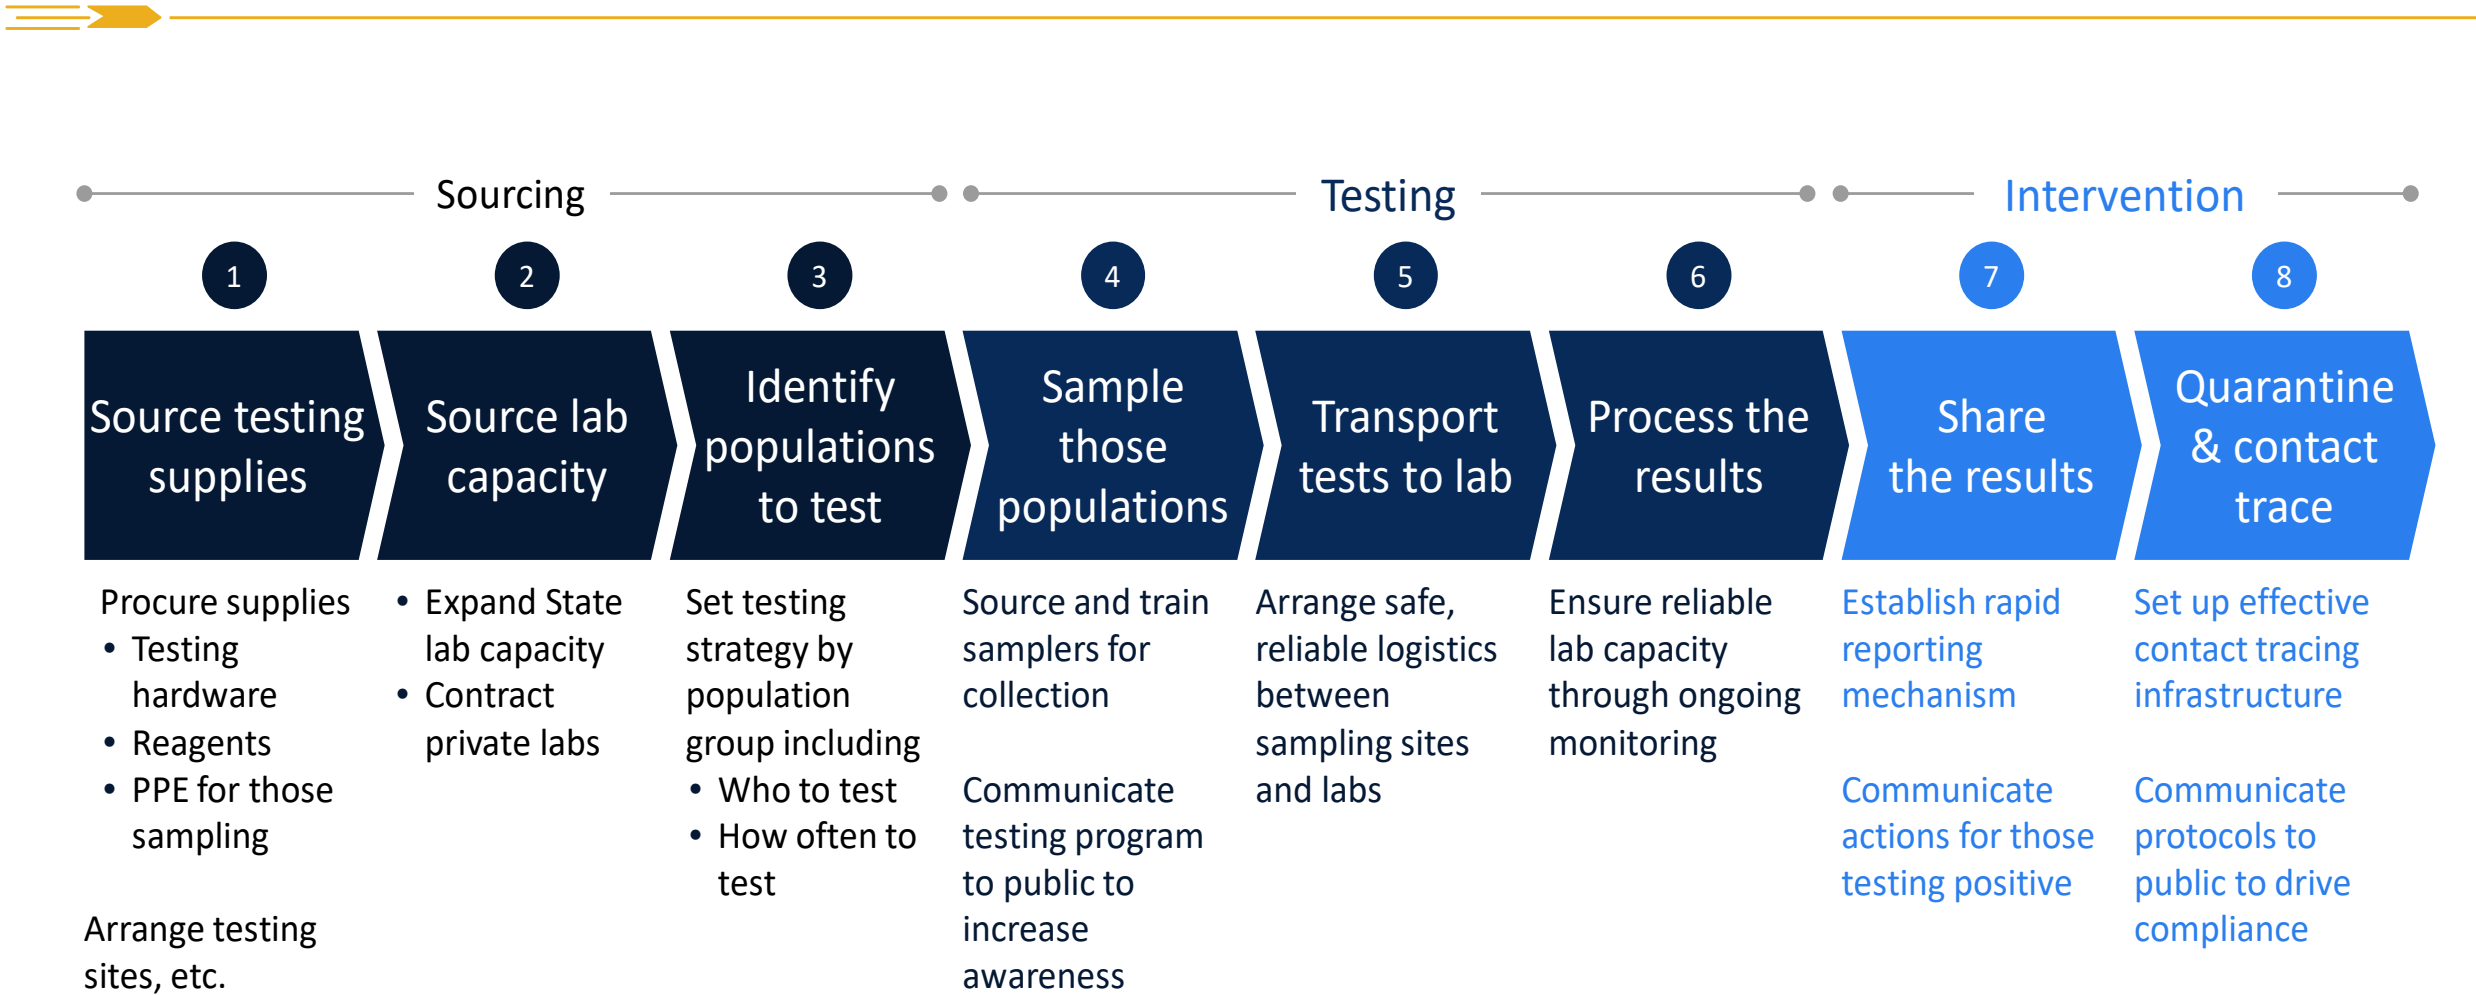 Sourcing
Testing
Intervention
1
2
3
4
5
6
7
8
Source testing
supplies
Source lab
capacity
Identify
populations
to test
Sample
those
populations
Transport
tests to lab
Process the
results
Share
the results
Quarantine
& contact
trace
Procure supplies
• Testing
hardware
• Reagents
• PPE for those
sampling
Arrange testing
sites, etc.
• Expand State
lab capacity
• Contract
private labs
Set testing
strategy by
population
group including
• Who to test
• How often to
test
Source and train
samplers for
collection
Communicate
testing program
to public to
increase
awareness
Arrange safe,
reliable logistics
between
sampling sites
and labs
Ensure reliable
lab capacity
through ongoing
monitoring
Establish rapid
reporting
mechanism
Communicate
actions for those
testing positive
Set up effective
contact tracing
infrastructure
Communicate
protocols to
public to drive
compliance